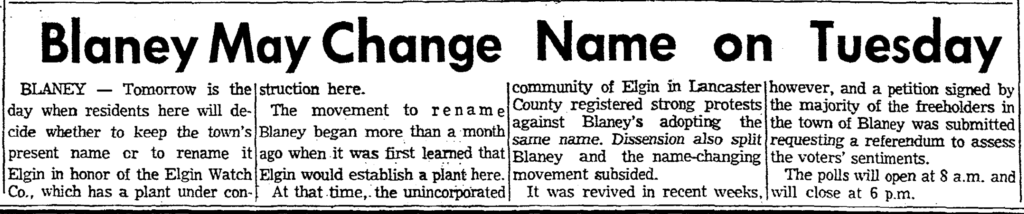 Blaney May Change Name on Tuesday
BLANEY — Tomorrow is the
day when residents here will de-
cide whether to keep the town's
present name or to rename it
Elgin in honor of the Elgin Watch
Co., which has a plant under con-
struction here.
The movement to rename
Blaney began more than a month
ago when it was first learned that
Elgin would establish a plant here.
At that time, the unincorporated
community of Elgin in Lancaster
County registered strong protests
against Blaney's adopting the
same name. Dissension also split
Blaney and the name-changing
movement subsided.
It was revived in recent weeks,
however, and a petition signed by
the majority of the freeholders in
the town of Blaney was submitted
requesting a referendum to assess
the voters' sentiments.
The polls will open at 8 a.m. and
will close at 6 p.m.